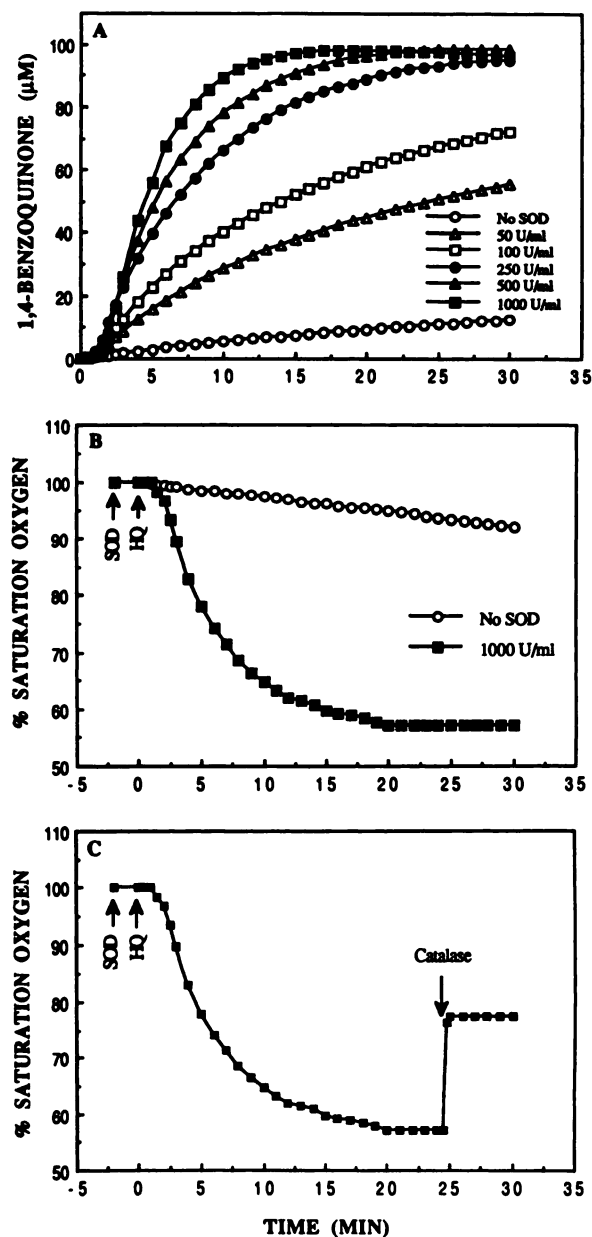 A
1,4-BENZOQUINONE (µM)
100
80
60
40
20
0
No SOD
50 U/ml
100 U/ml
250 U/ml
500 U/ml
1000 U/ml
0 5 10 15 20 25 30 35
B
% SATURATION OXYGEN
110
100
90
80
70
60
50
SOD
HQ
No SOD
1000 U/ml
-5 0 5 10 15 20 25 30 35
C
% SATURATION OXYGEN
110
100
90
80
70
60
50
SOD
HQ
Catalase
-5 0 5 10 15 20 25 30 35
TIME (MIN)